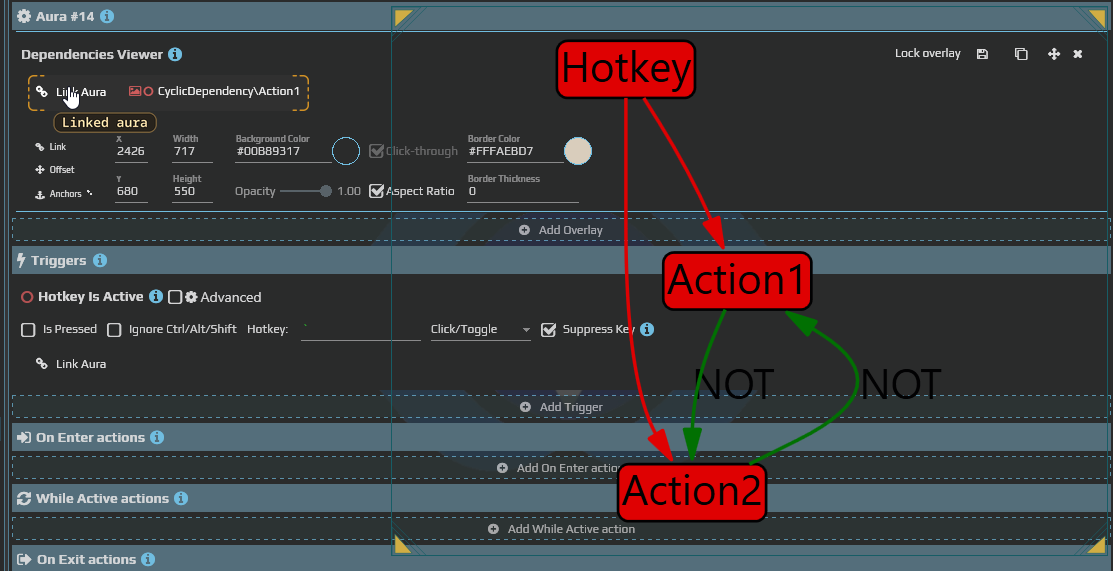 Aura #14
Dependencies Viewer
Lock overlay
Link Aura CyclicDependency\Action1
Linked aura
Link
Offset
Anchors
X
2426
Width
717
Background Color
#00B89317
Click-through
Border Color
#FFFAEBD7
Y
680
Height
550
Opacity 1.00
Aspect Ratio
Border Thickness
0
Hotkey
Add Overlay
Triggers
Hotkey Is Active Advanced
Is Pressed Ignore Ctrl/Alt/Shift Hotkey: Click/Toggle Suppress Key
Action1
Link Aura
NOT NOT
Add Trigger
On Enter actions
Add On Enter action
While Active actions
Action2
Add While Active action
On Exit actions